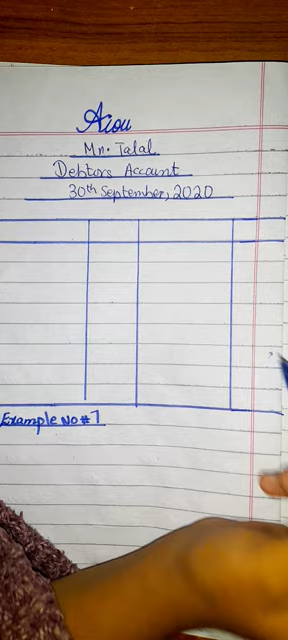 Aiou
Mr. Talal
Debtors Account
30th September, 2020
Example No # 7